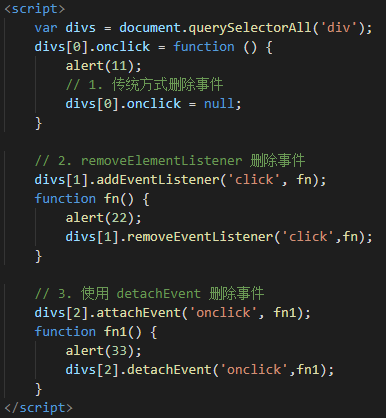 <script>
var divs = document.querySelectorAll('div');
divs[0].onclick = function () {
alert(11);
// 1. 传统方式删除事件
divs[0].onclick = null;
}
// 2. removeElementListener 删除事件
divs[1].addEventListener('click', fn);
function fn() {
alert(22);
divs[1].removeEventListener('click',fn);
}
// 3. 使用 detachEvent 删除事件
divs[2].attachEvent('onclick', fn1);
function fn1() {
alert(33);
divs[2].detachEvent('onclick',fn1);
}
</script>